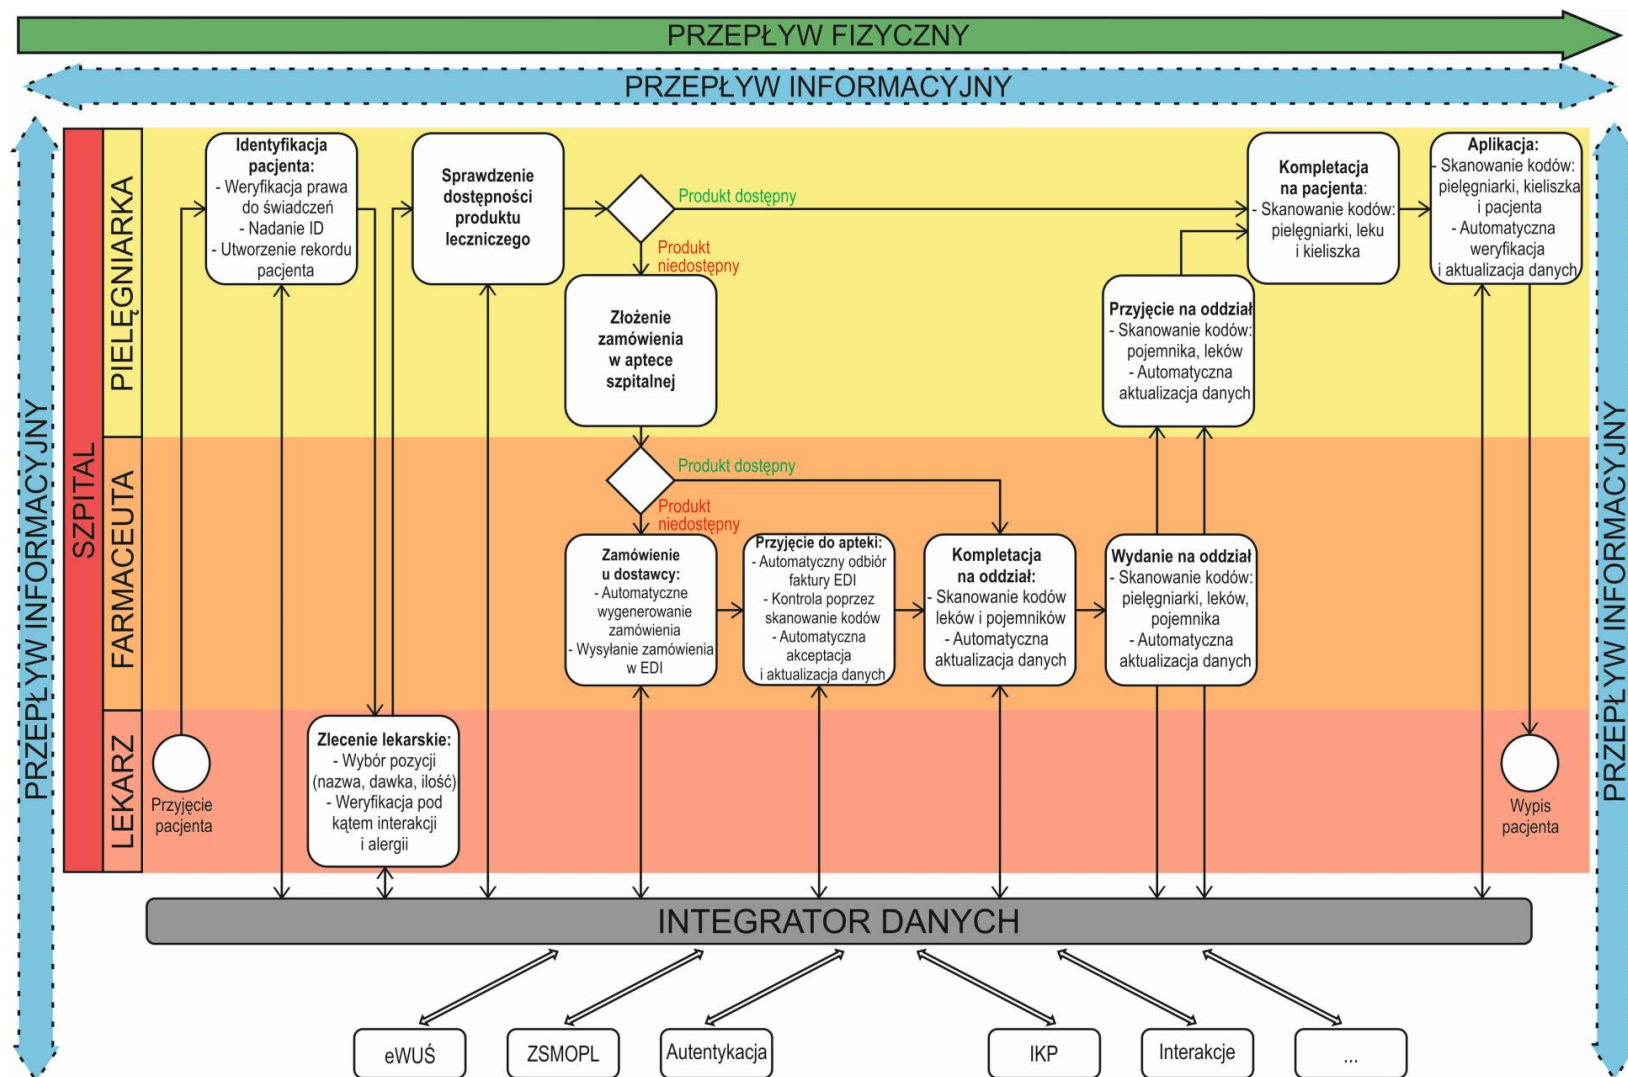 PRZEPŁYW FIZYCZNY
PRZEPŁYW INFORMACYJNY
PRZEPŁYW INFORMACYJNY
SZPITAL
PIELĘGNIARKA
Identyfikacja
pacjenta:
- Weryfikacja prawa
do świadczeń
- Nadanie ID
- Utworzenie rekordu
pacjenta
Sprawdzenie
dostępności
produktu
leczniczego
Produkt dostępny
Produkt
niedostępny
Złożenie
zamówienia
w aptece
szpitalnej
Przyjęcie na oddział
- Skanowanie kodów:
pojemnika, leków
- Automatyczna
aktualizacja danych
Kompletacja
na pacjenta:
- Skanowanie kodów:
pielęgniarki, leku
i kieliszka
Aplikacja:
- Skanowanie kodów:
pielęgniarki, kieliszka
i pacjenta
- Automatyczna
weryfikacja
i aktualizacja danych
FARMACEUTA
Produkt dostępny
Produkt
niedostępny
Zamówienie
u dostawcy:
- Automatyczne
wygenerowanie
zamówienia
- Wysyłanie zamówienia
w EDI
Przyjęcie do apteki:
- Automatyczny odbiór
faktury EDI
- Kontrola poprzez
skanowanie kodów
- Automatyczna
akceptacja
i aktualizacja danych
Kompletacja
na oddział:
- Skanowanie kodów
leków i pojemników
- Automatyczna
aktualizacja danych
Wydanie na oddział
- Skanowanie kodów:
pielęgniarki, leków,
pojemnika
- Automatyczna
aktualizacja danych
LEKARZ
Przyjęcie
pacjenta
Zlecenie lekarskie:
- Wybór pozycji
(nazwa, dawka, ilość)
- Weryfikacja pod
kątem interakcji
i alergii
Wypis
pacjenta
PRZEPŁYW INFORMACYJNY
INTEGRATOR DANYCH
eWUŚ
ZSMOPL
Autentykacja
IKP
Interakcje
...